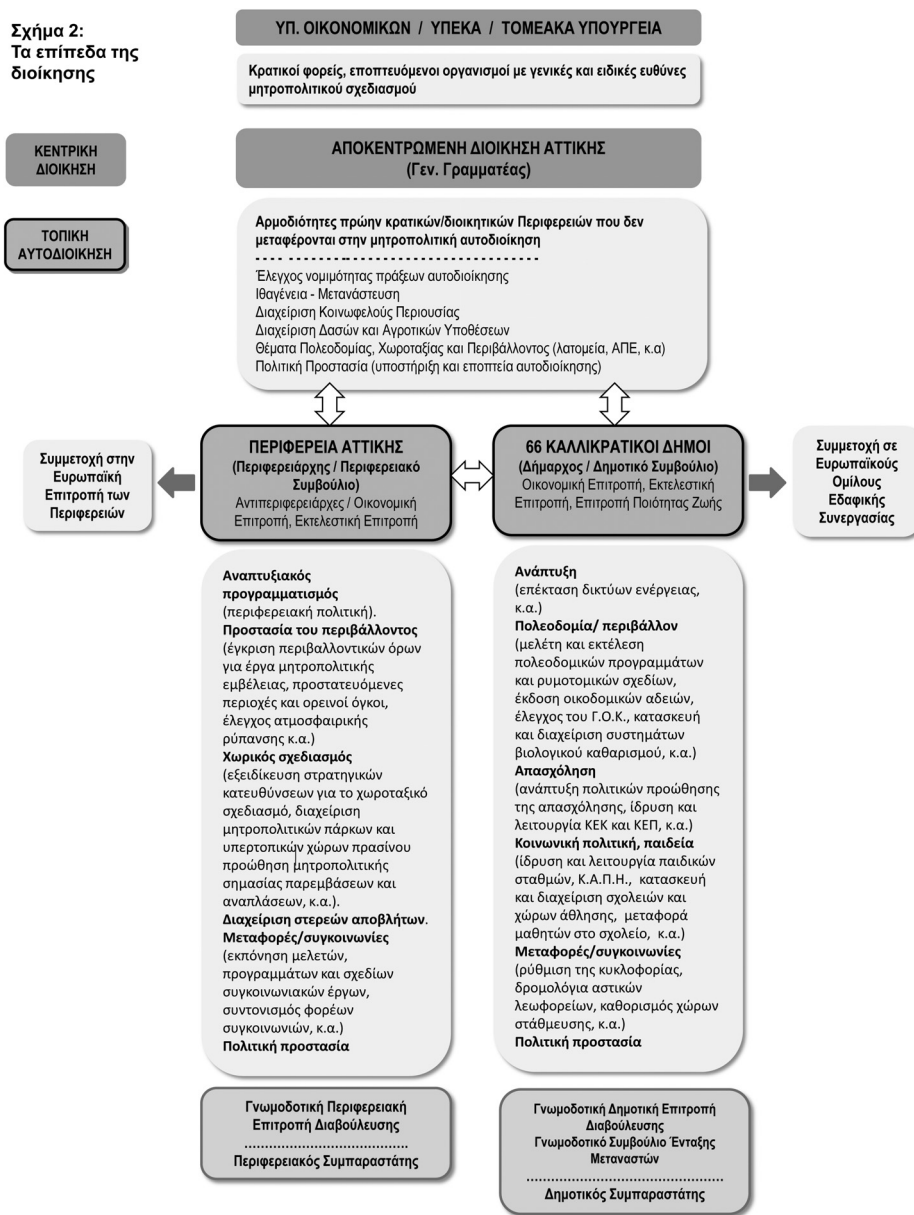 Σχήμα 2:
Τα επίπεδα της
διοίκησης
ΥΠ. ΟΙΚΟΝΟΜΙΚΩΝ / ΥΠΕΚΑ / ΤΟΜΕΑΚΑ ΥΠΟΥΡΓΕΙΑ
Κρατικοί φορείς, εποπτευόμενοι οργανισμοί με γενικές και ειδικές ευθύνες
μητροπολιτικού σχεδιασμού
ΚΕΝΤΡΙΚΗ
ΔΙΟΙΚΗΣΗ
ΑΠΟΚΕΝΤΡΩΜΕΝΗ ΔΙΟΙΚΗΣΗ ΑΤΤΙΚΗΣ
(Γεν. Γραμματέας)
ΤΟΠΙΚΗ
ΑΥΤΟΔΙΟΙΚΗΣΗ
Αρμοδιότητες πρώην κρατικών/διοικητικών Περιφερειών που δεν
μεταφέρονται στην μητροπολιτική αυτοδιοίκηση
Έλεγχος νομιμότητας πράξεων αυτοδιοίκησης
Ιθαγένεια - Μετανάστευση
Διαχείριση Κοινωφελούς Περιουσίας
Διαχείριση Δασών και Αγροτικών Υποθέσεων
Θέματα Πολεοδομίας, Χωροταξίας και Περιβάλλοντος (λατομεία, ΑΠΕ, κ.α)
Πολιτική Προστασία (υποστήριξη και εποπτεία αυτοδιοίκησης)
Συμμετοχή στην
Ευρωπαϊκή
Επιτροπή των
Περιφερειών
ΠΕΡΙΦΕΡΕΙΑ ΑΤΤΙΚΗΣ
(Περιφερειάρχης / Περιφερειακό
Συμβούλιο)
Αντιπεριφερειάρχες / Οικονομική
Επιτροπή, Εκτελεστική Επιτροπή
66 ΚΑΛΛΙΚΡΑΤΙΚΟΙ ΔΗΜΟΙ
(Δήμαρχος / Δημοτικό Συμβούλιο)
Οικονομική Επιτροπή, Εκτελεστική
Επιτροπή, Επιτροπή Ποιότητας Ζωής
Συμμετοχή σε
Ευρωπαϊκούς
Ομίλους
Εδαφικής
Συνεργασίας
Αναπτυξιακός
προγραμματισμός
(περιφερειακή πολιτική).
Προστασία του περιβάλλοντος
(έγκριση περιβαλλοντικών όρων
για έργα μητροπολιτικής
εμβέλειας, προστατευόμενες
περιοχές και ορεινοί όγκοι,
έλεγχος ατμοσφαιρικής
ρύπανσης κ.α.)
Χωρικός σχεδιασμός
(εξειδίκευση στρατηγικών
κατευθύνσεων για το χωροταξικό
σχεδιασμό, διαχείριση
μητροπολιτικών πάρκων και
υπερτοπικών χώρων πρασίνου
προώθηση μητροπολιτικής
σημασίας παρεμβάσεων και
αναπλάσεων, κ.α.).
Διαχείριση στερεών αποβλήτων.
Μεταφορές/συγκοινωνίες
(εκπόνηση μελετών,
προγραμμάτων και σχεδίων
συγκοινωνιακών έργων,
συντονισμός φορέων
συγκοινωνιών, κ.α.)
Πολιτική προστασία
Ανάπτυξη
(επέκταση δικτύων ενέργειας,
κ.α.)
Πολεοδομία/ περιβάλλον
(μελέτη και εκτέλεση
πολεοδομικών προγραμμάτων
και ρυμοτομικών σχεδίων,
έκδοση οικοδομικών αδειών,
έλεγχος του Γ.Ο.Κ., κατασκευή
και διαχείριση συστημάτων
βιολογικού καθαρισμού, κ.α.)
Απασχόληση
(ανάπτυξη πολιτικών προώθησης
της απασχόλησης, ίδρυση και
λειτουργία ΚΕΚ και ΚΕΠ, κ.α.)
Κοινωνική πολιτική, παιδεία
(ίδρυση και λειτουργία παιδικών
σταθμών, Κ.Α.Π.Η., κατασκευή
και διαχείριση σχολειών και
χώρων άθλησης, μεταφορά
μαθητών στο σχολείο, κ.α.)
Μεταφορές/συγκοινωνίες
(ρύθμιση της κυκλοφορίας,
δρομολόγια αστικών
λεωφορείων, καθορισμός χώρων
στάθμευσης, κ.α.)
Πολιτική προστασία
Γνωμοδοτική Περιφερειακή
Επιτροπή Διαβούλευσης
Περιφερειακός Συμπαραστάτης
Γνωμοδοτική Δημοτική Επιτροπή
Διαβούλευσης
Γνωμοδοτικό Συμβούλιο Ένταξης
Μεταναστών
Δημοτικός Συμπαραστάτης